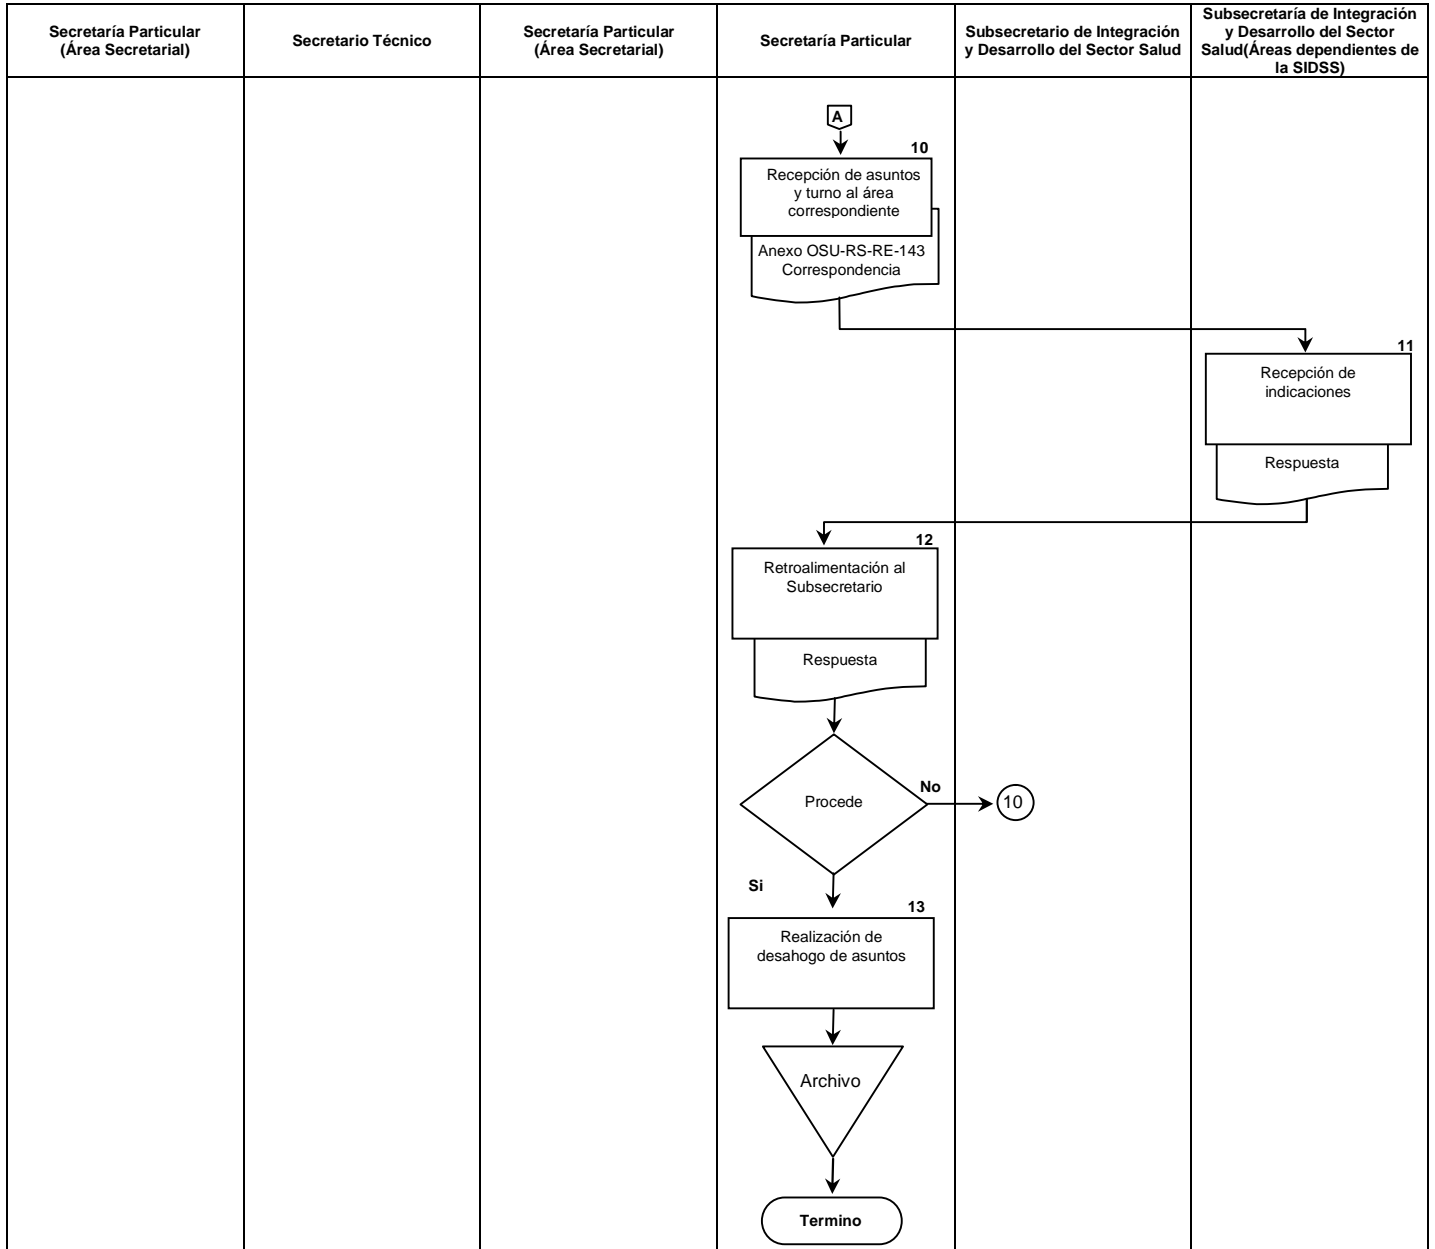 Secretaría Particular
(Área Secretarial)
Secretario Técnico
Secretaría Particular
(Área Secretarial)
Secretaría Particular
Subsecretario de Integración
y Desarrollo del Sector Salud
Subsecretaría de Integración
y Desarrollo del Sector
Salud(Áreas dependientes de
la SIDSS)
A
10
Recepción de asuntos
y turno al área
correspondiente
Anexo OSU-RS-RE-143
Correspondencia
11
Recepción de
indicaciones
Respuesta
12
Retroalimentación al
Subsecretario
Respuesta
Procede
No
10
Si
13
Realización de
desahogo de asuntos
Archivo
Termino